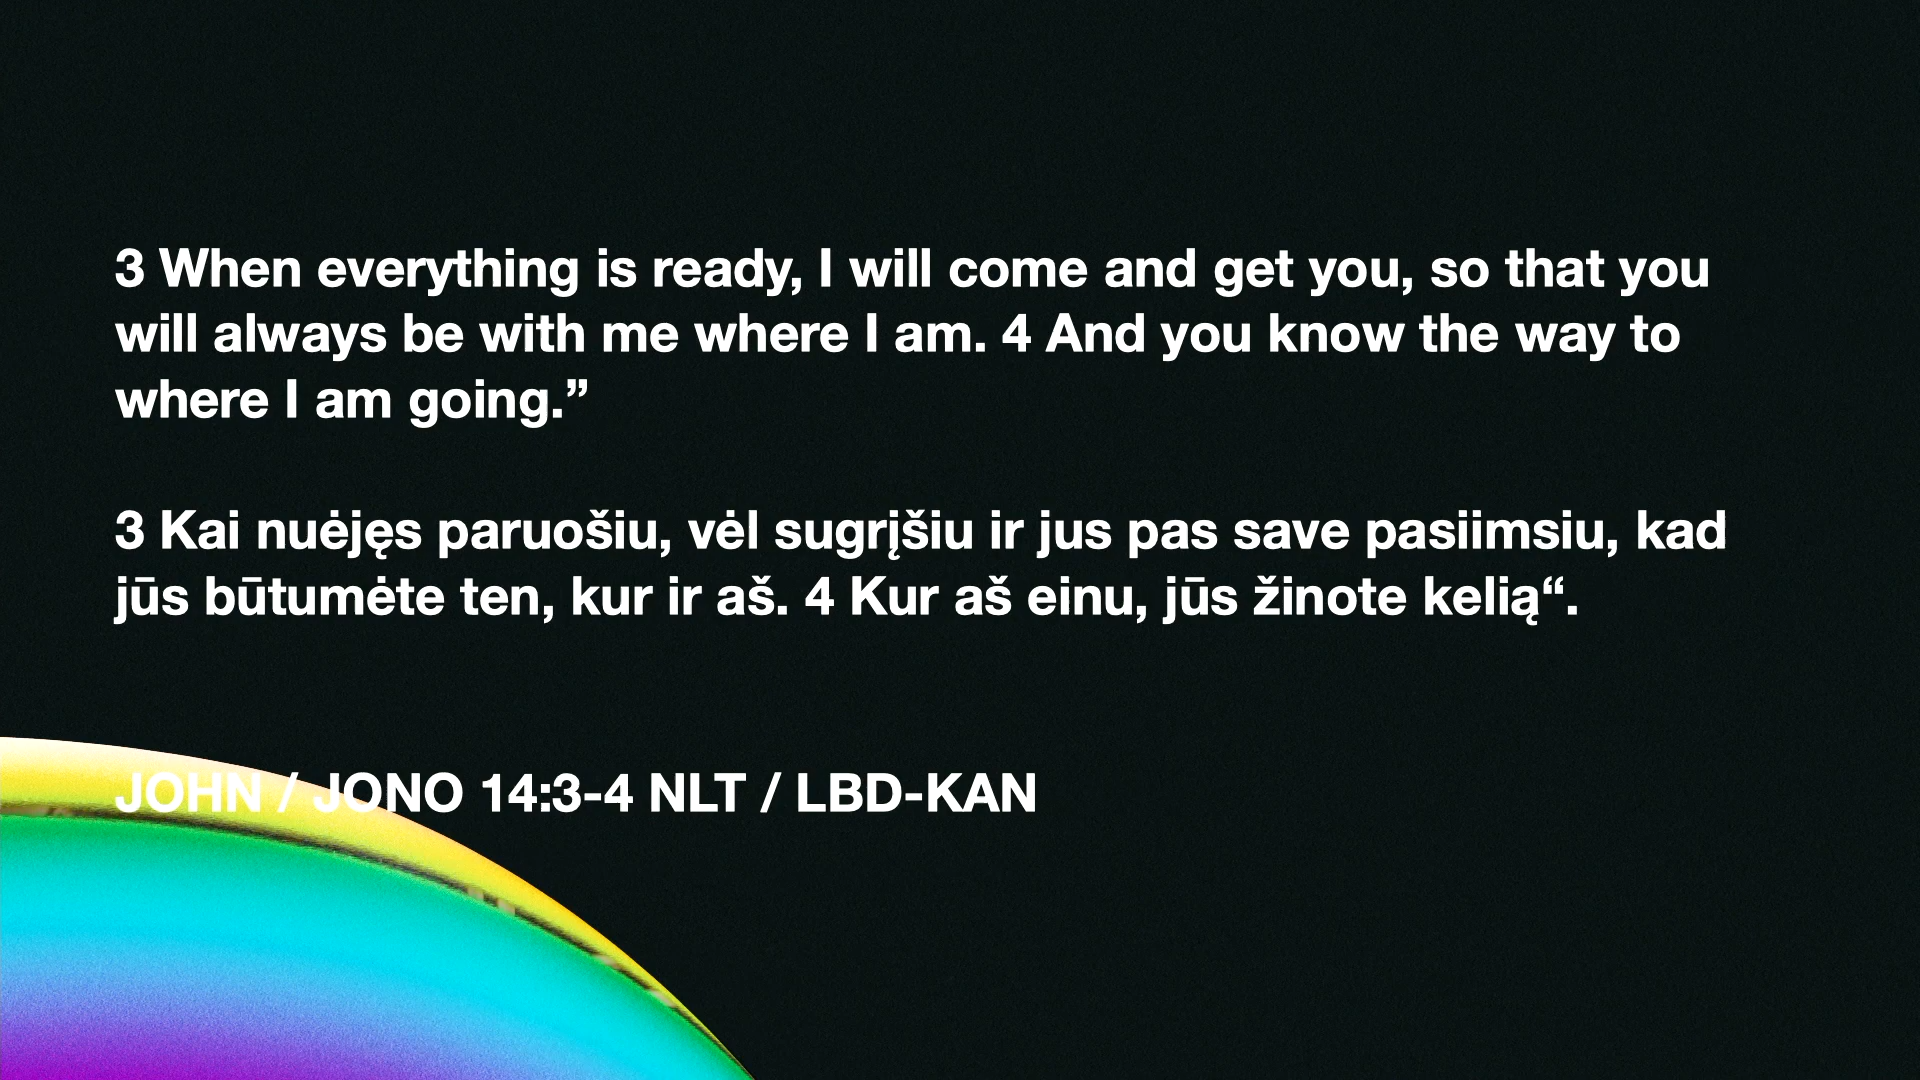 3 When everything is ready, I will come and get you, so that you
will always be with me where I am. 4 And you know the way to
where I am going.”
3 Kai nuėjęs paruošiu, vėl sugrįšiu ir jus pas save pasiimsiu, kad
jūs būtumėte ten, kur ir aš. 4 Kur aš einu, jūs žinote kelią“.
JOHN / JONO 14:3-4 NLT / LBD-KAN